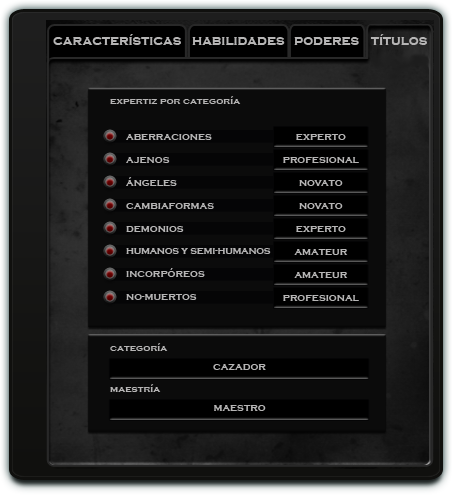 CARACTERÍSTICAS HABILIDADES PODERES TÍTULOS
EXPERTIZ POR CATEGORÍA
ABERRACIONES EXPERTO
AJENOS PROFESIONAL
ÁNGELES NOVATO
CAMBIAFORMAS NOVATO
DEMONIOS EXPERTO
HUMANOS Y SEMI-HUMANOS AMATEUR
INCORPÓREOS AMATEUR
NO-MUERTOS PROFESIONAL
CATEGORÍA
CAZADOR
MAESTRÍA
MAESTRO